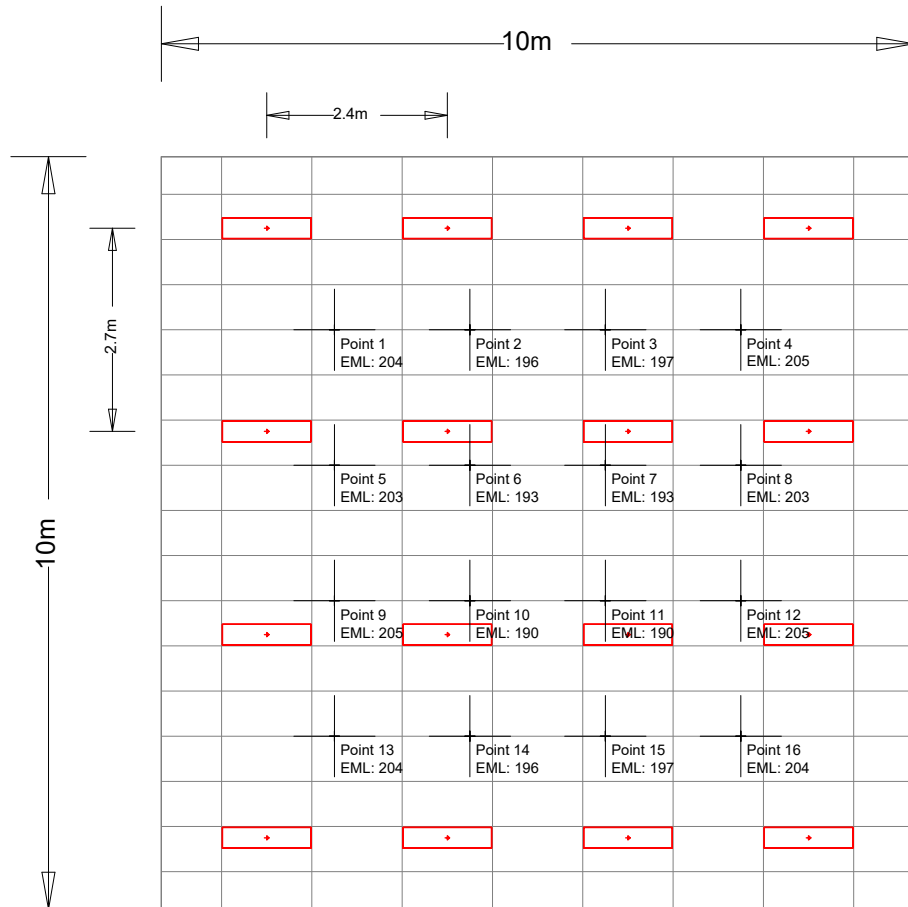 10m
2.4m
2.7m
10m
Point 1
EML: 204
Point 2
EML: 196
Point 3
EML: 197
Point 4
EML: 205
Point 5
EML: 203
Point 6
EML: 193
Point 7
EML: 193
Point 8
EML: 203
Point 9
EML: 205
Point 10
EML: 190
Point 11
EML: 190
Point 12
EML: 205
Point 13
EML: 204
Point 14
EML: 196
Point 15
EML: 197
Point 16
EML: 204